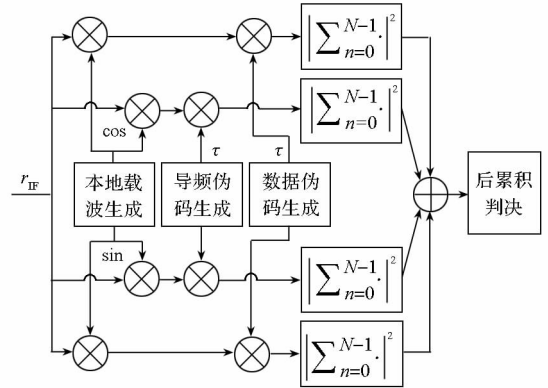 |∑ N-1 n=0 ·|²
|∑ N-1 n=0 ·|²
cos
τ
τ
r_IF
本地载
波生成
导频伪
码生成
数据伪
码生成
后累积
判决
sin
|∑ N-1 n=0 ·|²
|∑ N-1 n=0 ·|²